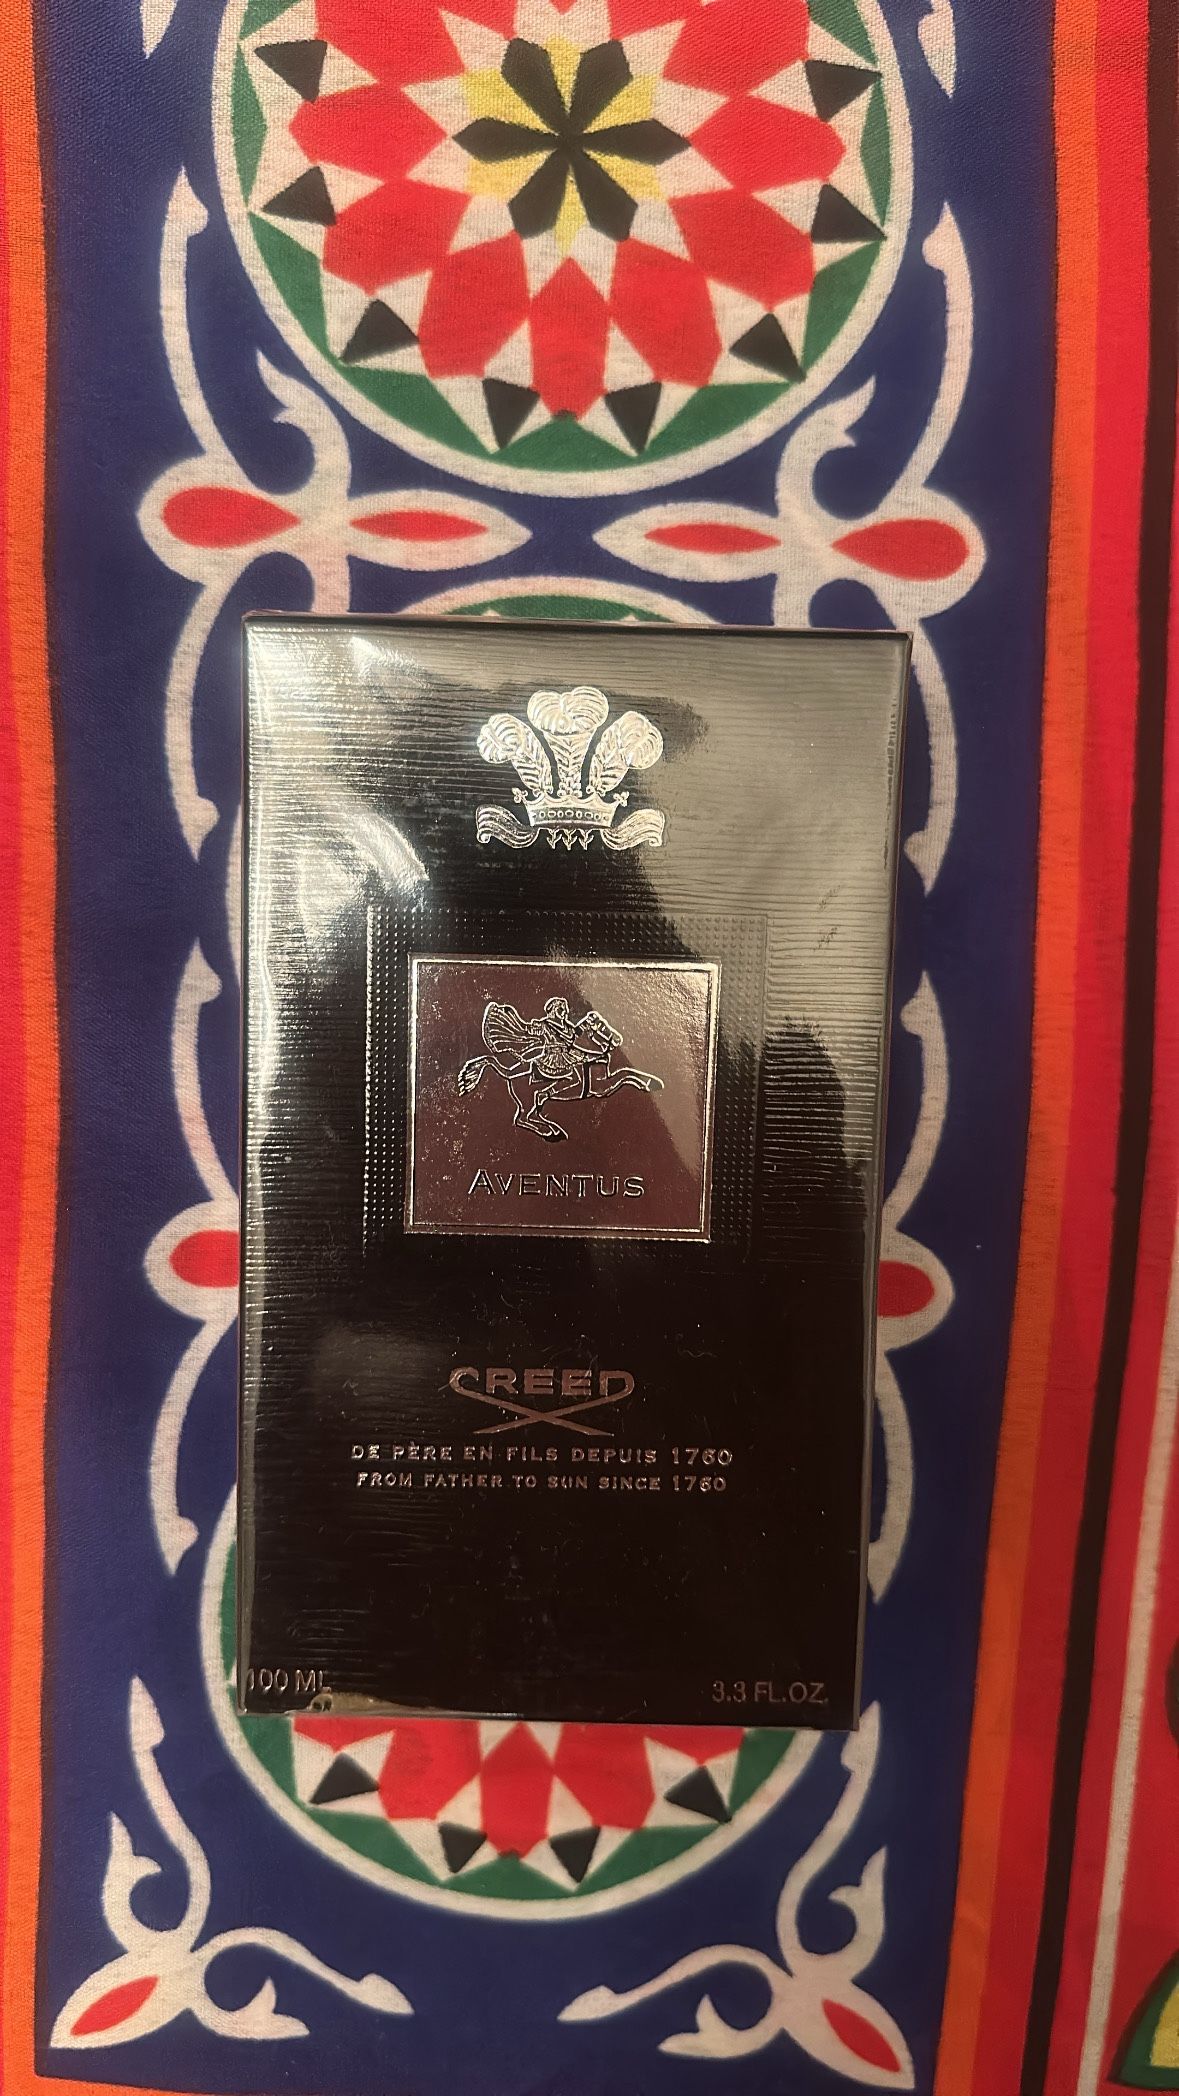 AVENTUS
CREED
DE PÈRE EN FILS DEPUIS 1760
FROM FATHER TO SON SINCE 1760
100 ML
3.3 FL.OZ.